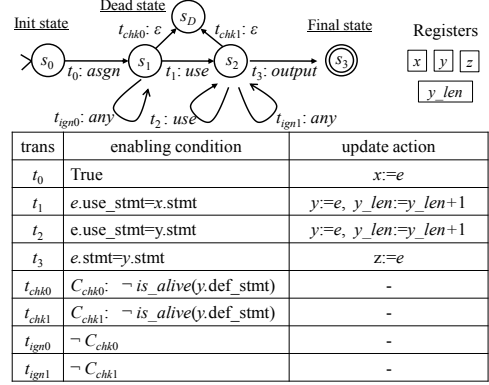 Dead state
Init state
Final state
Registers
t_chk0: ε
s_D
t_chk1: ε
s_0
t_0: asgn
s_1
t_1: use
s_2
t_3: output
s_3
x y z
y_len
t_ign0: any
t_2: use
t_ign1: any
trans enabling condition update action
t_0 True x:=e
t_1 e.use_stmt=x.stmt y:=e, y_len:=y_len+1
t_2 e.use_stmt=y.stmt y:=e, y_len:=y_len+1
t_3 e.stmt=y.stmt z:=e
t_chk0 C_chk0: ¬ is_alive(y.def_stmt) -
t_chk1 C_chk1: ¬ is_alive(y.def_stmt) -
t_ign0 ¬ C_chk0 -
t_ign1 ¬ C_chk1 -